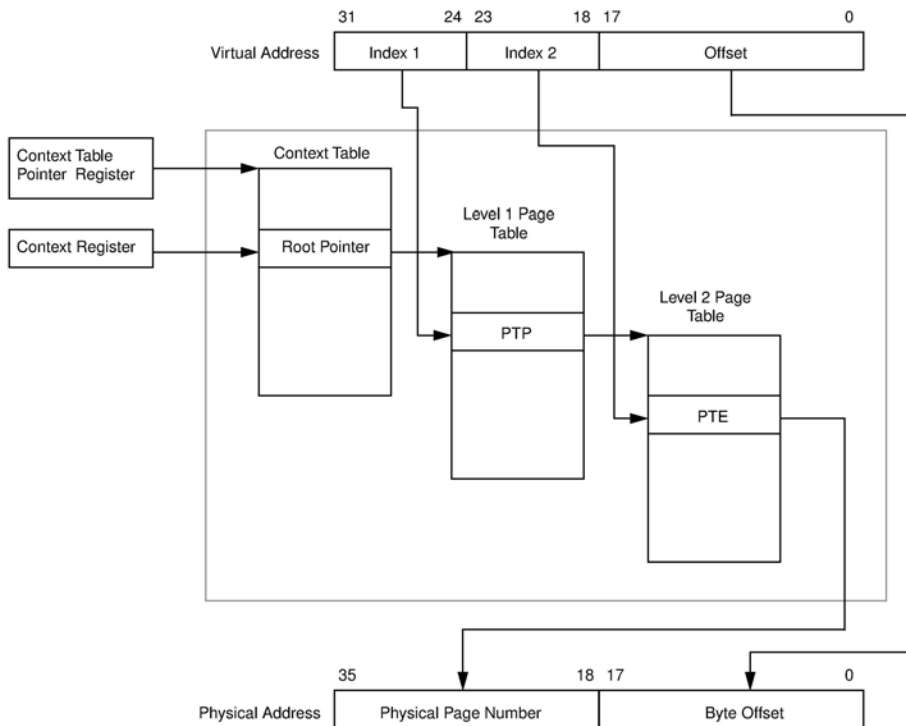 31 24 23 18 17 0
Virtual Address Index 1 Index 2 Offset
Context Table
Pointer Register
Context Table
Context Register
Root Pointer
Level 1 Page
Table
PTP
Level 2 Page
Table
PTE
35 18 17 0
Physical Address Physical Page Number Byte Offset